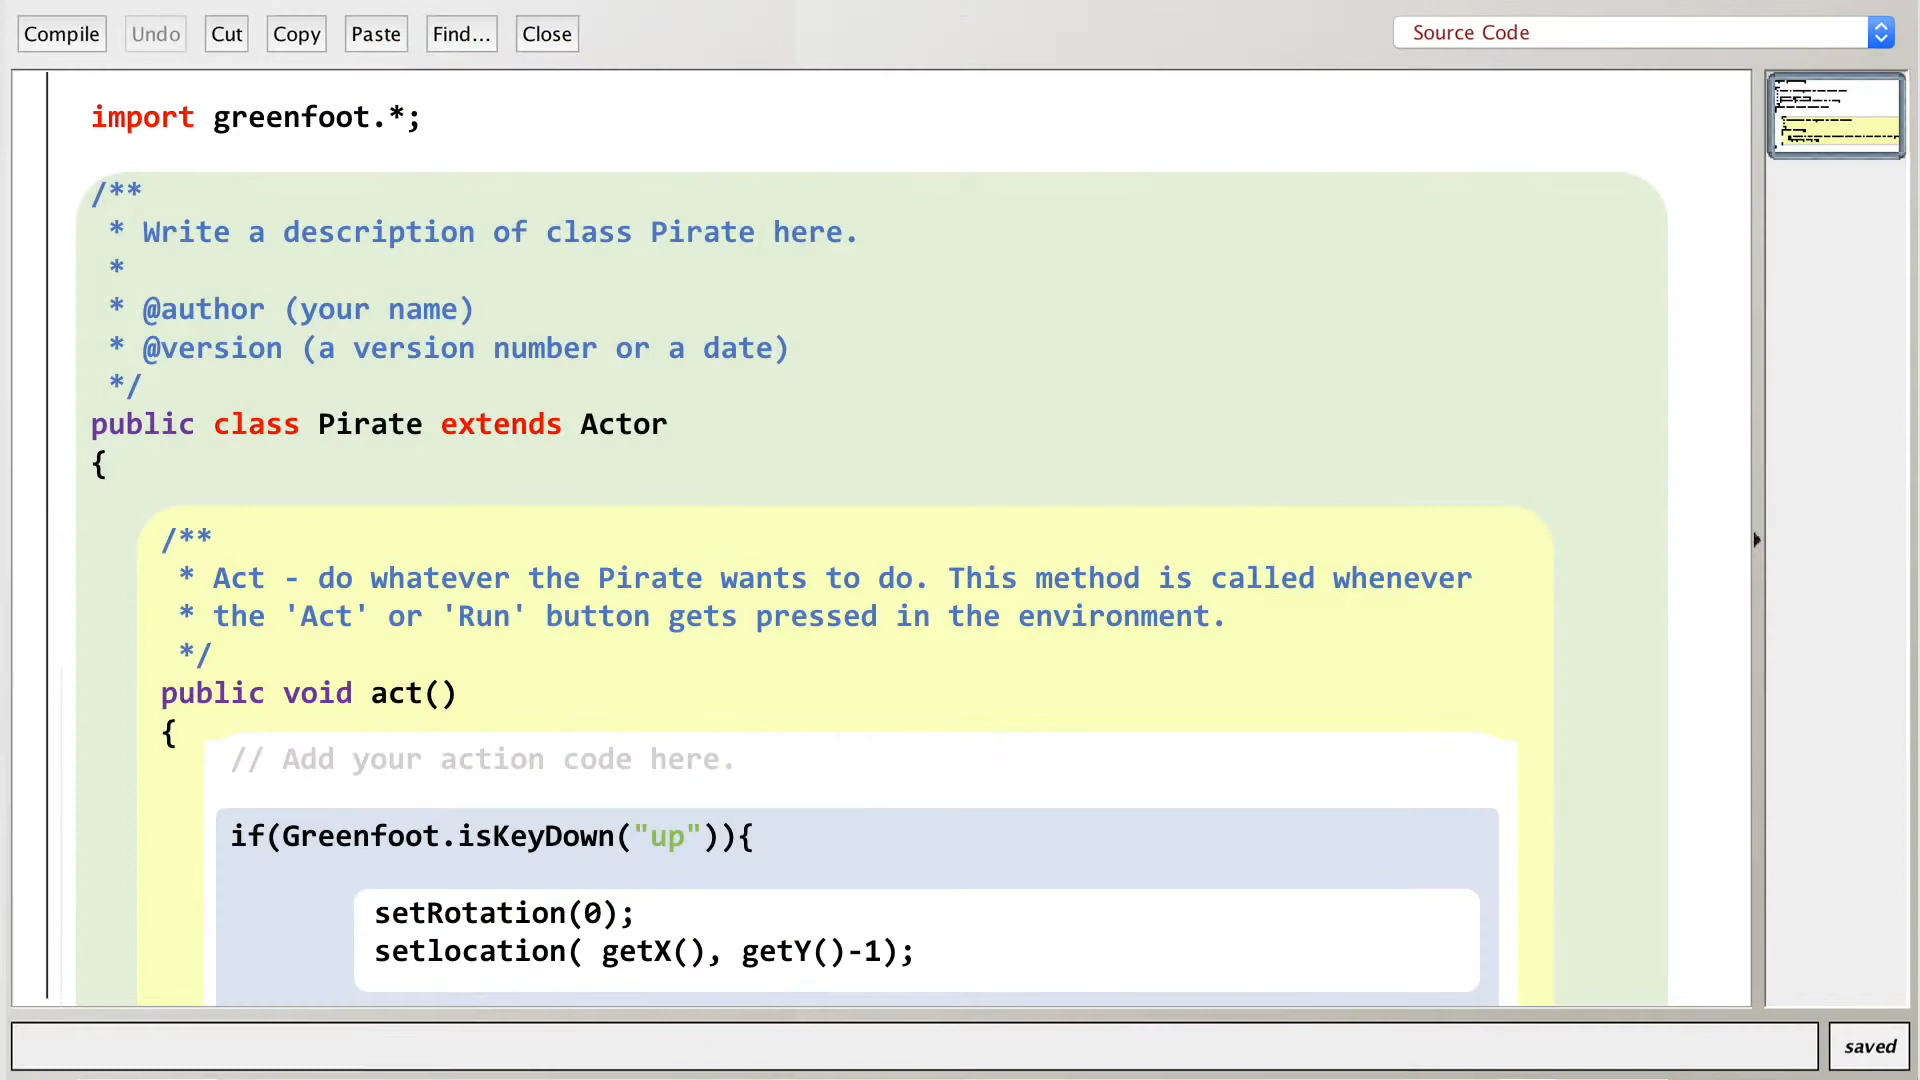 Compile Undo Cut Copy Paste Find... Close Source Code
import greenfoot.*;
/**
* Write a description of class Pirate here.
*
* @author (your name)
* @version (a version number or a date)
*/
public class Pirate extends Actor
{
/**
* Act - do whatever the Pirate wants to do. This method is called whenever
* the 'Act' or 'Run' button gets pressed in the environment.
*/
public void act()
{
// Add your action code here.
if(Greenfoot.isKeyDown("up")){
setRotation(0);
setlocation( getX(), getY()-1);
saved